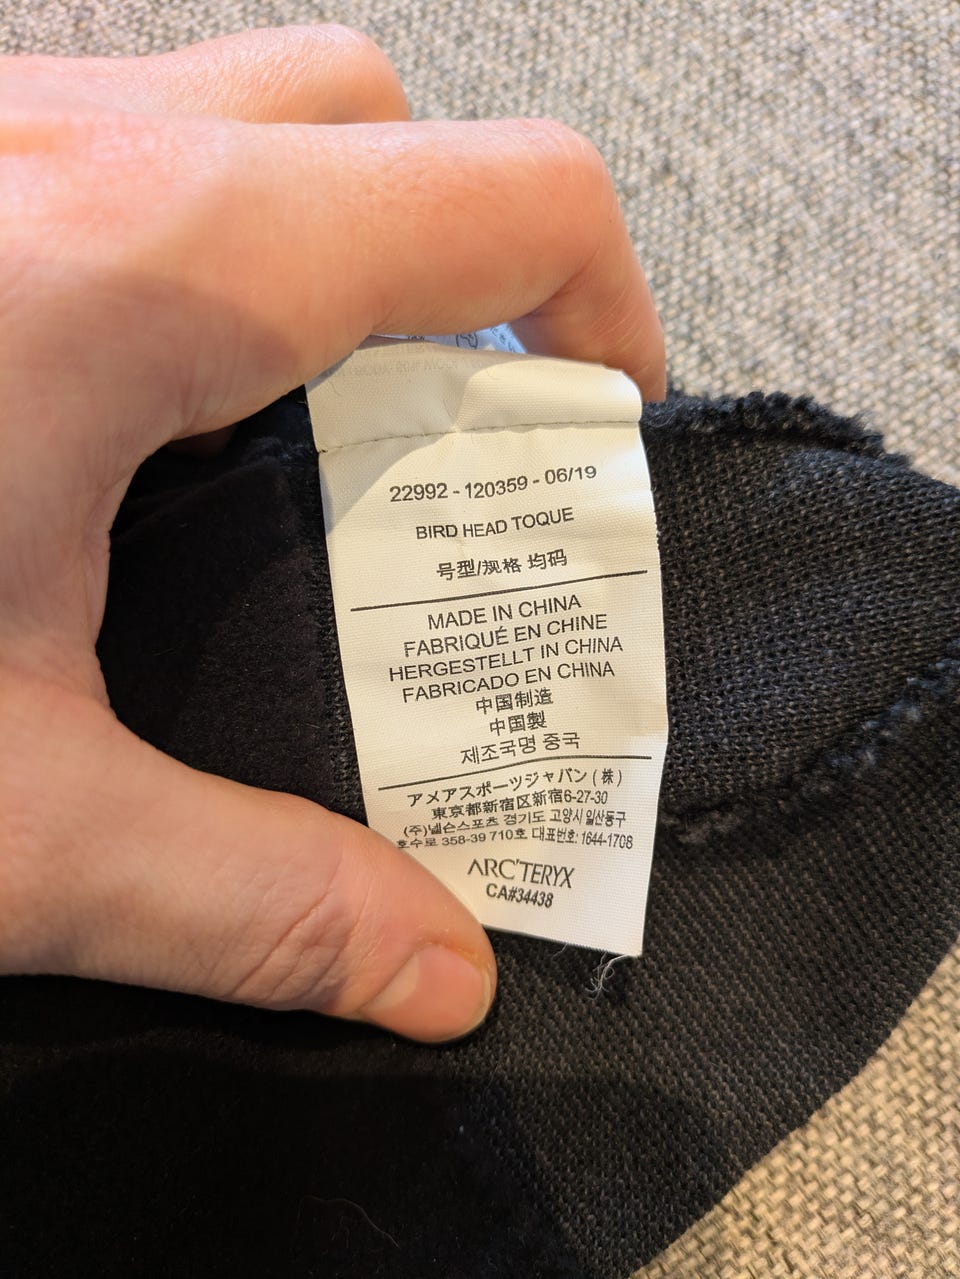 BODY: 80% WOOL
22992 - 120359 - 06/19
BIRD HEAD TOQUE
号型/规格 均码
MADE IN CHINA
FABRIQUÉ EN CHINE
HERGESTELLT IN CHINA
FABRICADO EN CHINA
中国制造
中国製
제조국명 중국
アメアスポーツジャパン (株)
東京都新宿区新宿6-27-30
(주)넬슨스포츠 경기도 고양시 일산동구
호수로 358-39 710호 대표번호: 1644-1708
ARC'TERYX
CA#34438